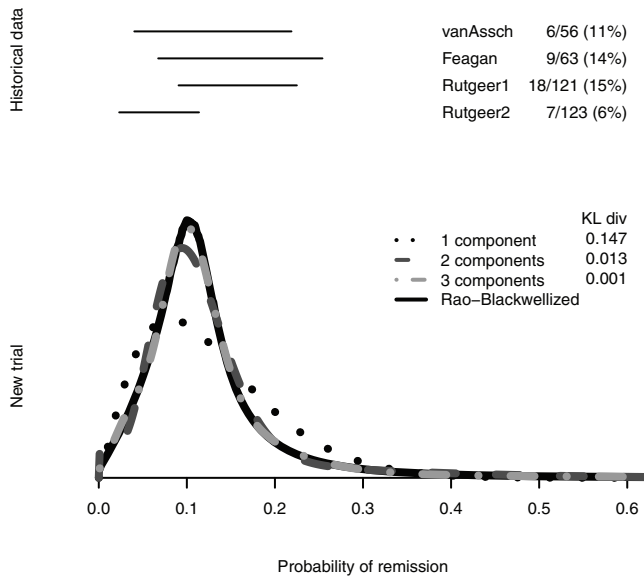 Historical data
vanAssch 6/56 (11%)
Feagan 9/63 (14%)
Rutgeer1 18/121 (15%)
Rutgeer2 7/123 (6%)
New trial
KL div
1 component 0.147
2 components 0.013
3 components 0.001
Rao−Blackwellized
0.0 0.1 0.2 0.3 0.4 0.5 0.6
Probability of remission